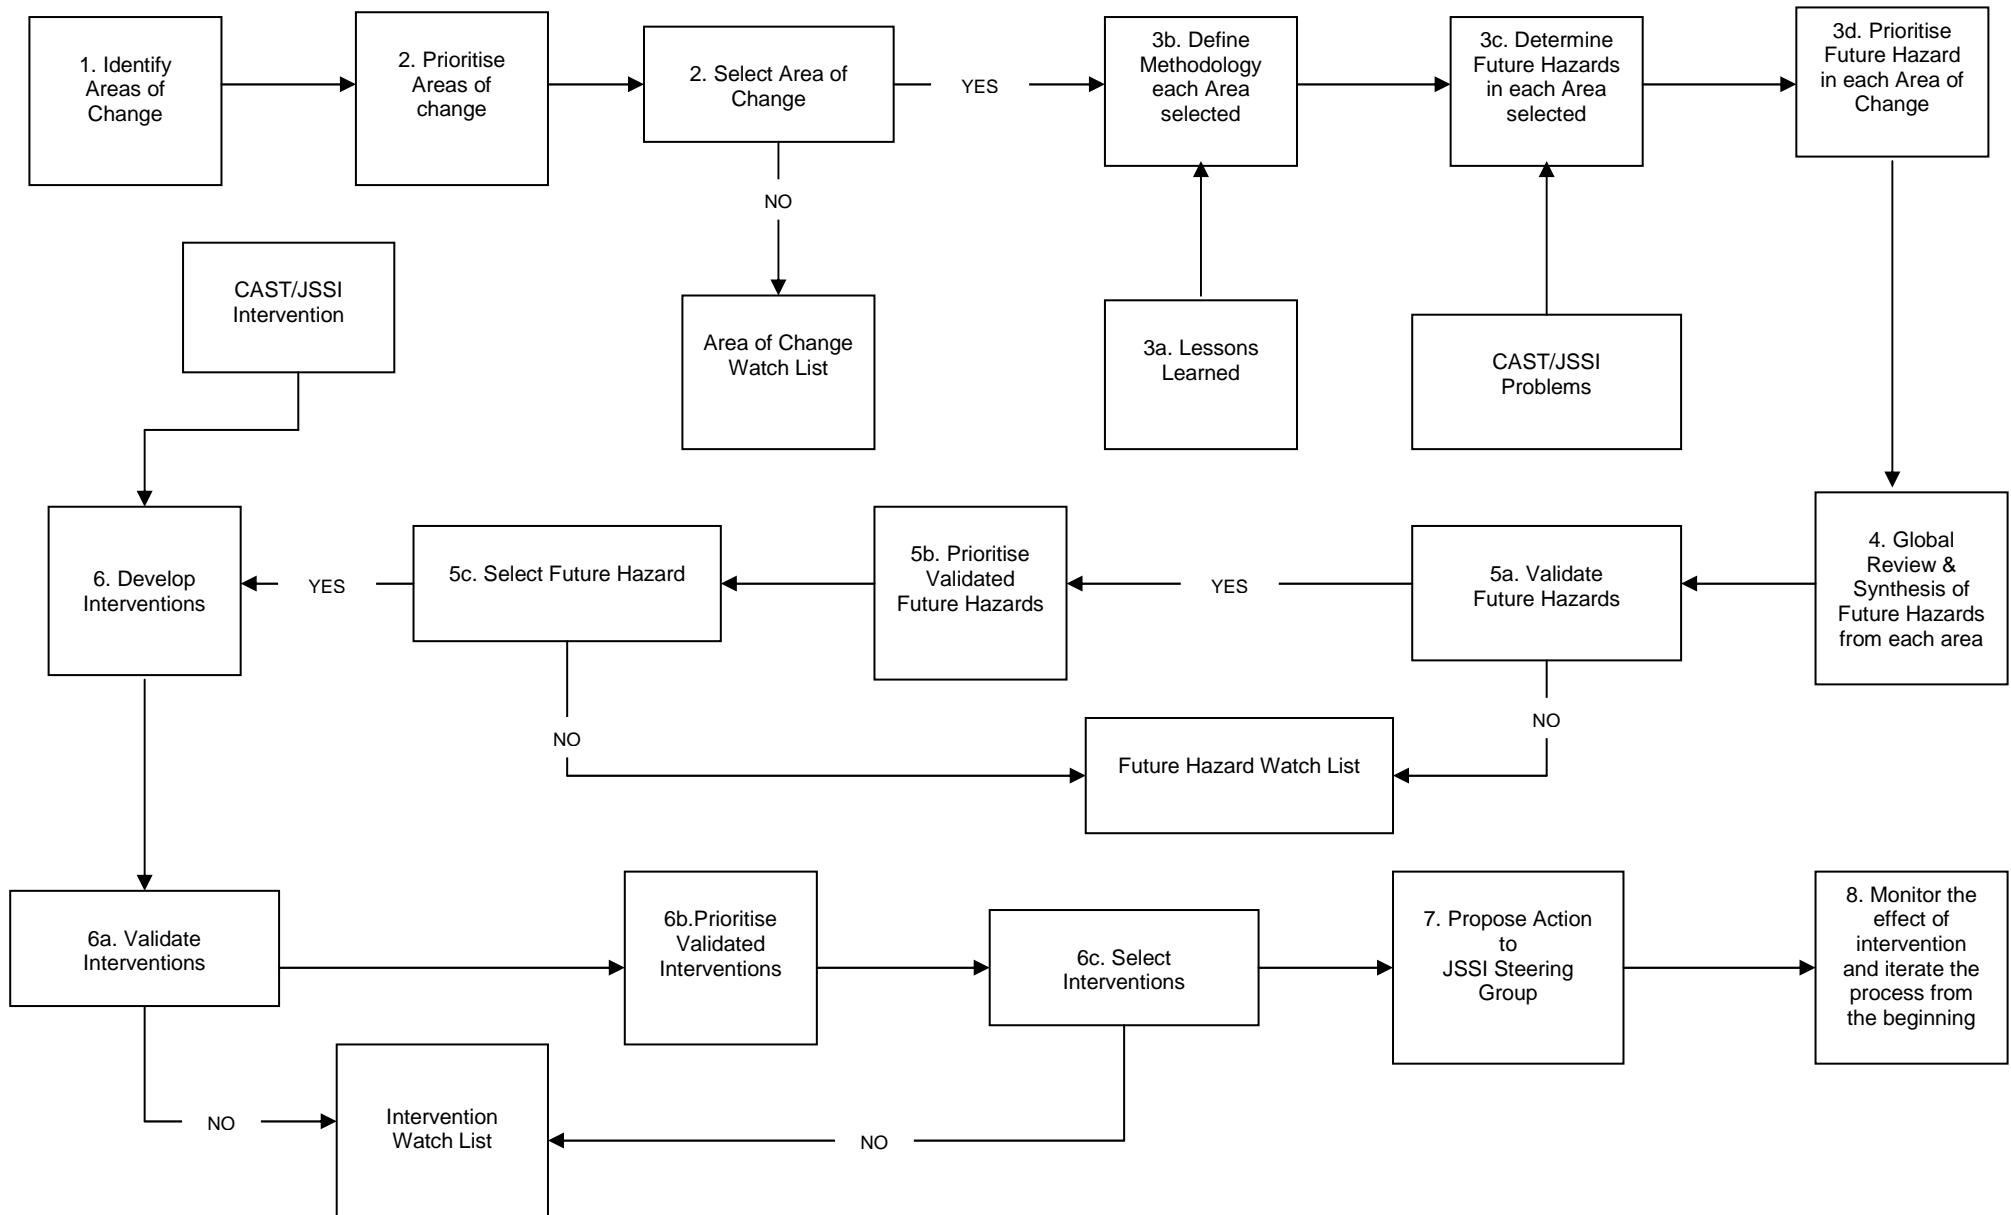 1. Identify
Areas of
Change
2. Prioritise
Areas of
change
2. Select Area of
Change
YES
3b. Define
Methodology
each Area
selected
3c. Determine
Future Hazards
in each Area
selected
3d. Prioritise
Future Hazard
in each Area of
Change
NO
CAST/JSSI
Intervention
Area of Change
Watch List
3a. Lessons
Learned
CAST/JSSI
Problems
6. Develop
Interventions
YES
5c. Select Future Hazard
5b. Prioritise
Validated
Future Hazards
YES
5a. Validate
Future Hazards
4. Global
Review &
Synthesis of
Future Hazards
from each area
NO
NO
Future Hazard Watch List
6a. Validate
Interventions
6b.Prioritise
Validated
Interventions
6c. Select
Interventions
7. Propose Action
to
JSSI Steering
Group
8. Monitor the
effect of
intervention
and iterate the
process from
the beginning
NO
Intervention
Watch List
NO